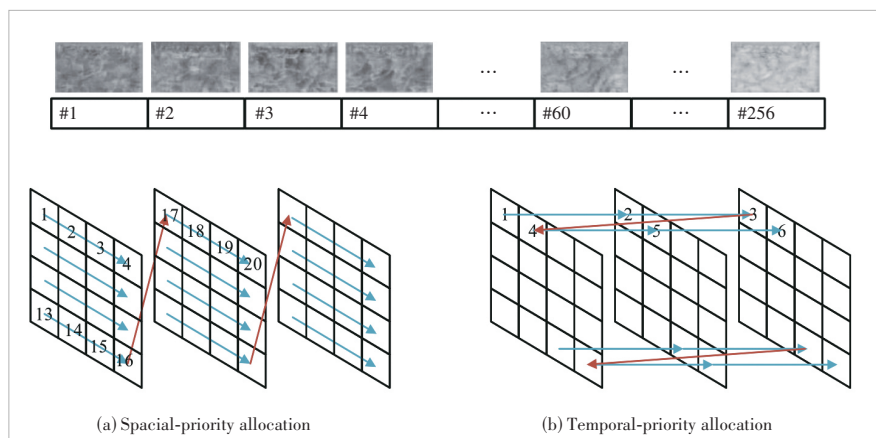 #1 #2 #3 #4 ... #60 ... #256
... ...
1 2 3 4
13 14 15 16
17 18 19 20
1 2 3
4 5 6
(a) Spacial-priority allocation
(b) Temporal-priority allocation